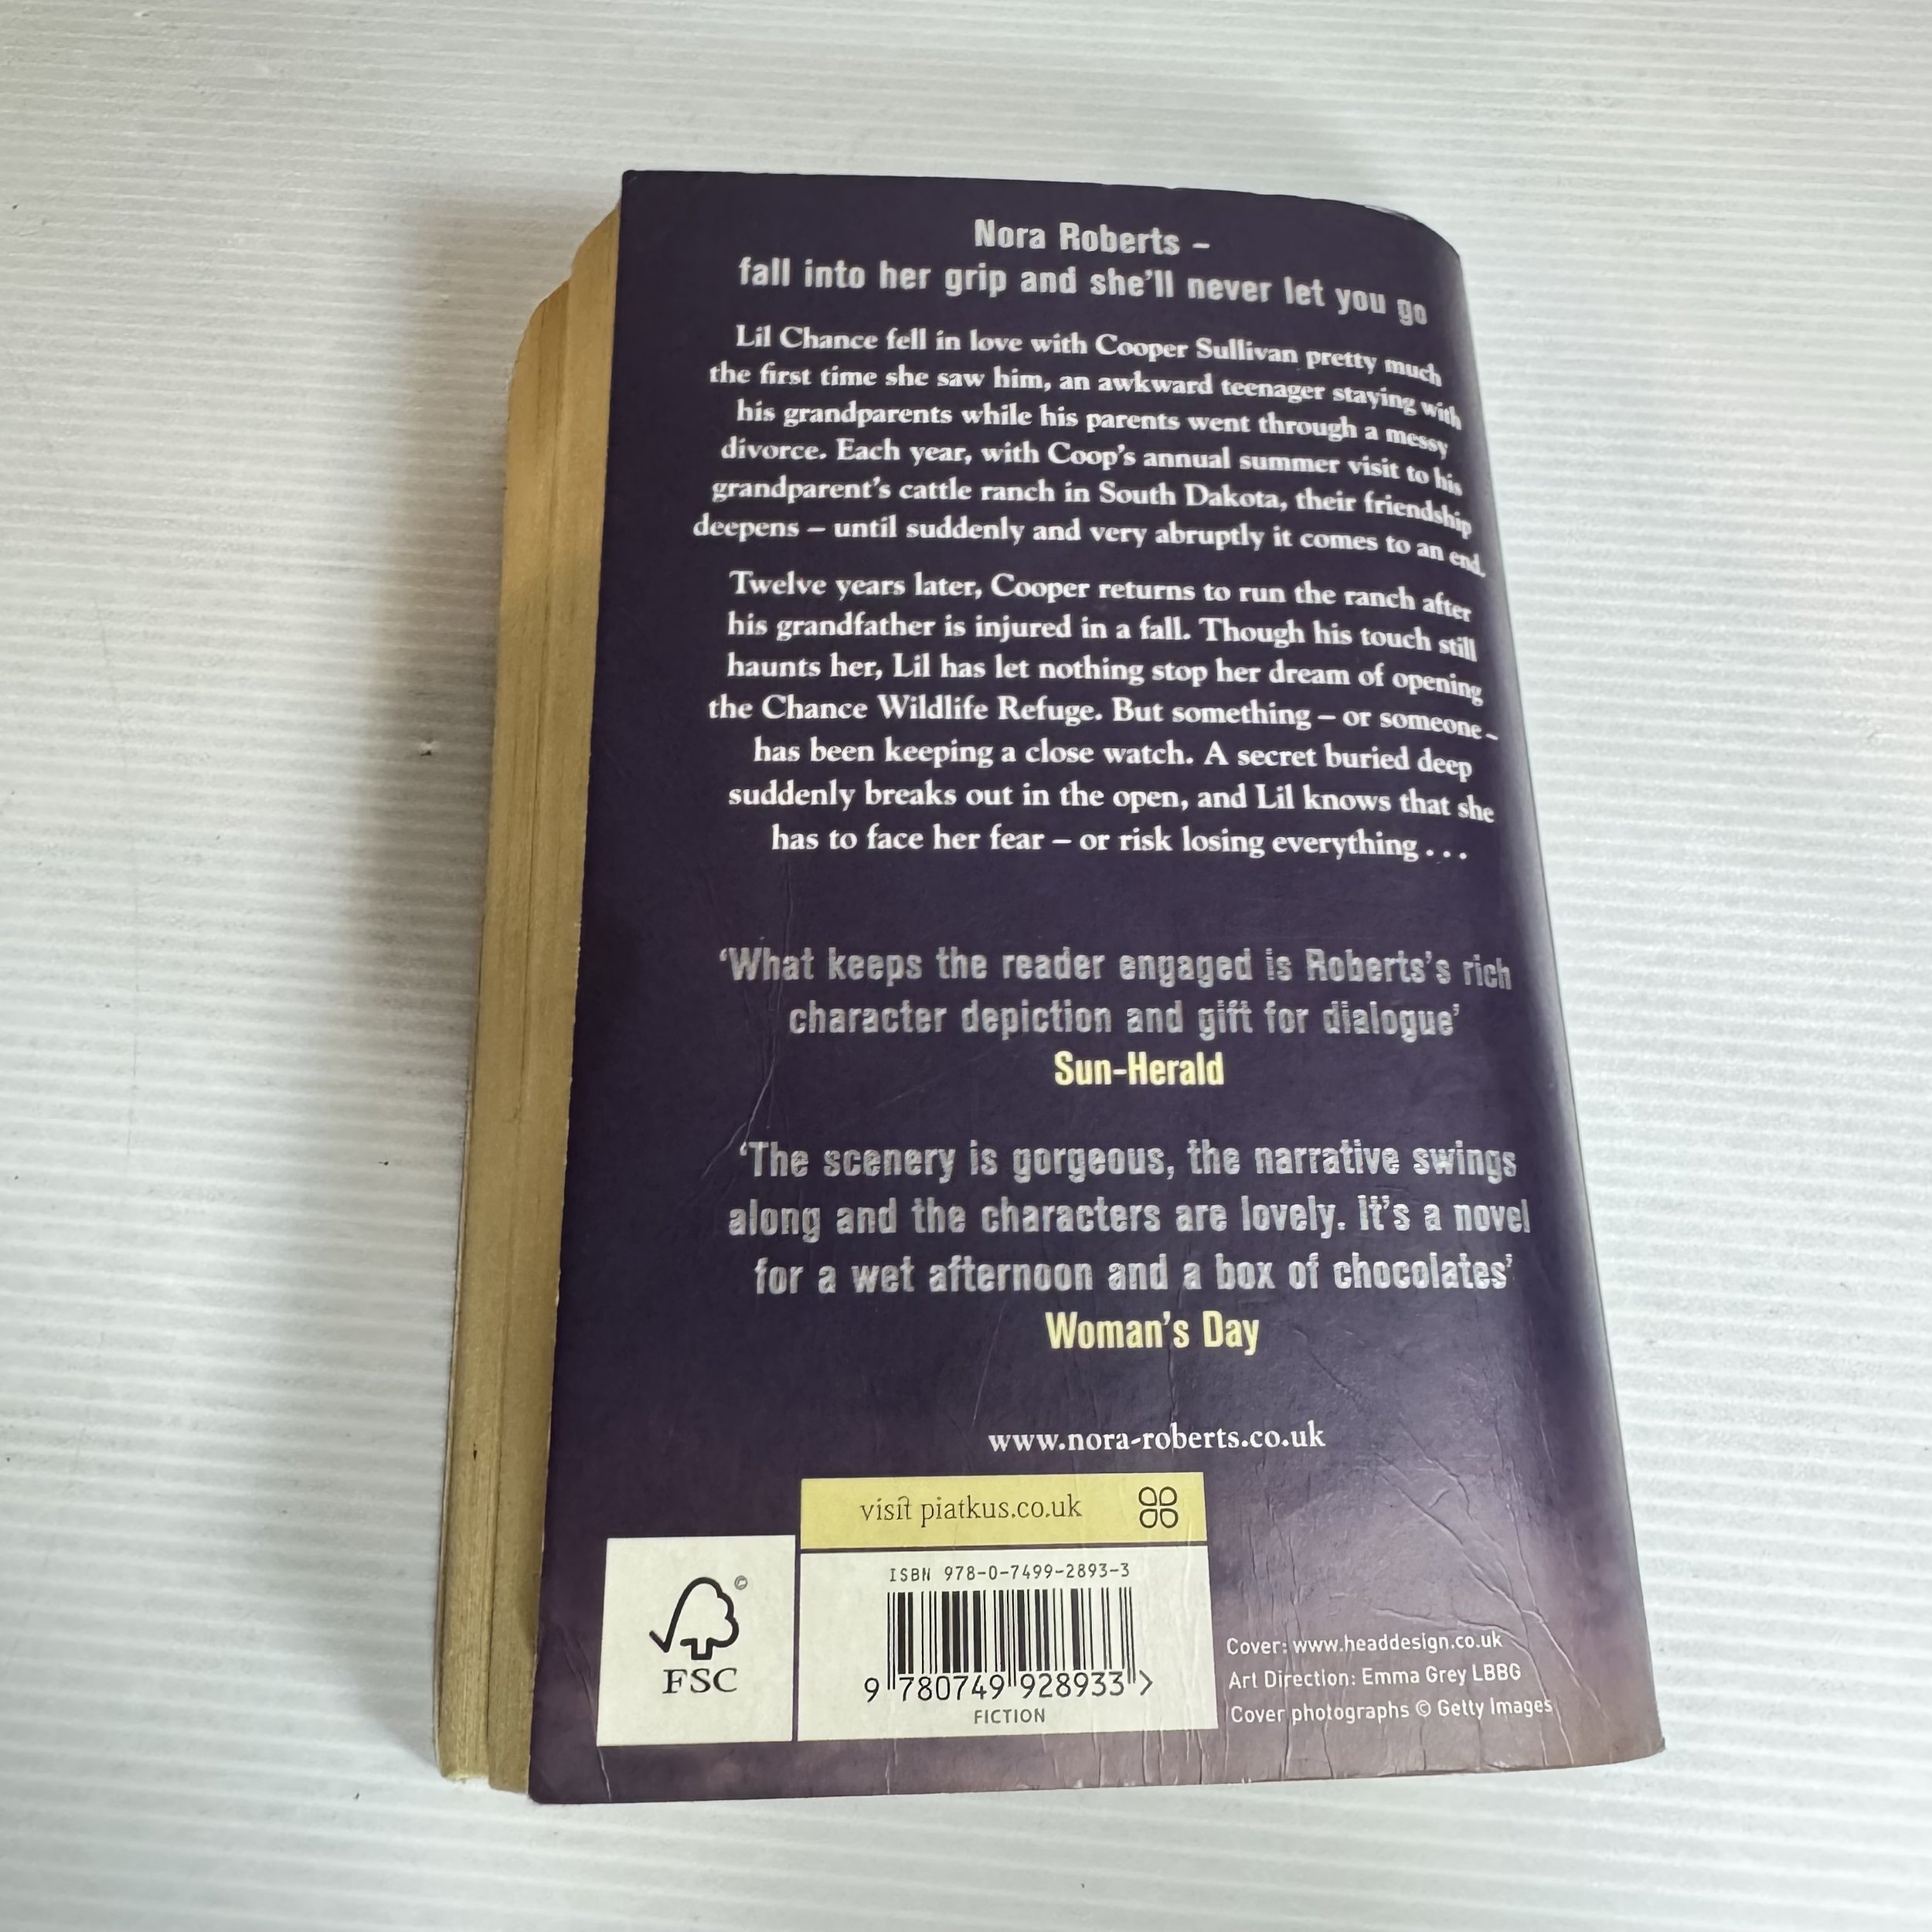 Nora Roberts –
fall into her grip and she'll never let you go
Lil Chance fell in love with Cooper Sullivan pretty much
the first time she saw him, an awkward teenager staying with
his grandparents while his parents went through a messy
divorce. Each year, with Coop's annual summer visit to his
grandparent's cattle ranch in South Dakota, their friendship
deepens – until suddenly and very abruptly it comes to an end.
Twelve years later, Cooper returns to run the ranch after
his grandfather is injured in a fall. Though his touch still
haunts her, Lil has let nothing stop her dream of opening
the Chance Wildlife Refuge. But something – or someone –
has been keeping a close watch. A secret buried deep
suddenly breaks out in the open, and Lil knows that she
has to face her fear – or risk losing everything . . .
‘What keeps the reader engaged is Roberts's rich
character depiction and gift for dialogue’
Sun-Herald
‘The scenery is gorgeous, the narrative swings
along and the characters are lovely. It's a novel
for a wet afternoon and a box of chocolates’
Woman's Day
www.nora-roberts.co.uk
visit piatkus.co.uk
©
FSC
ISBN 978-0-7499-2893-3
9 780749 928933 >
FICTION
Cover: www.headdesign.co.uk
Art Direction: Emma Grey LBBG
Cover photographs © Getty Images